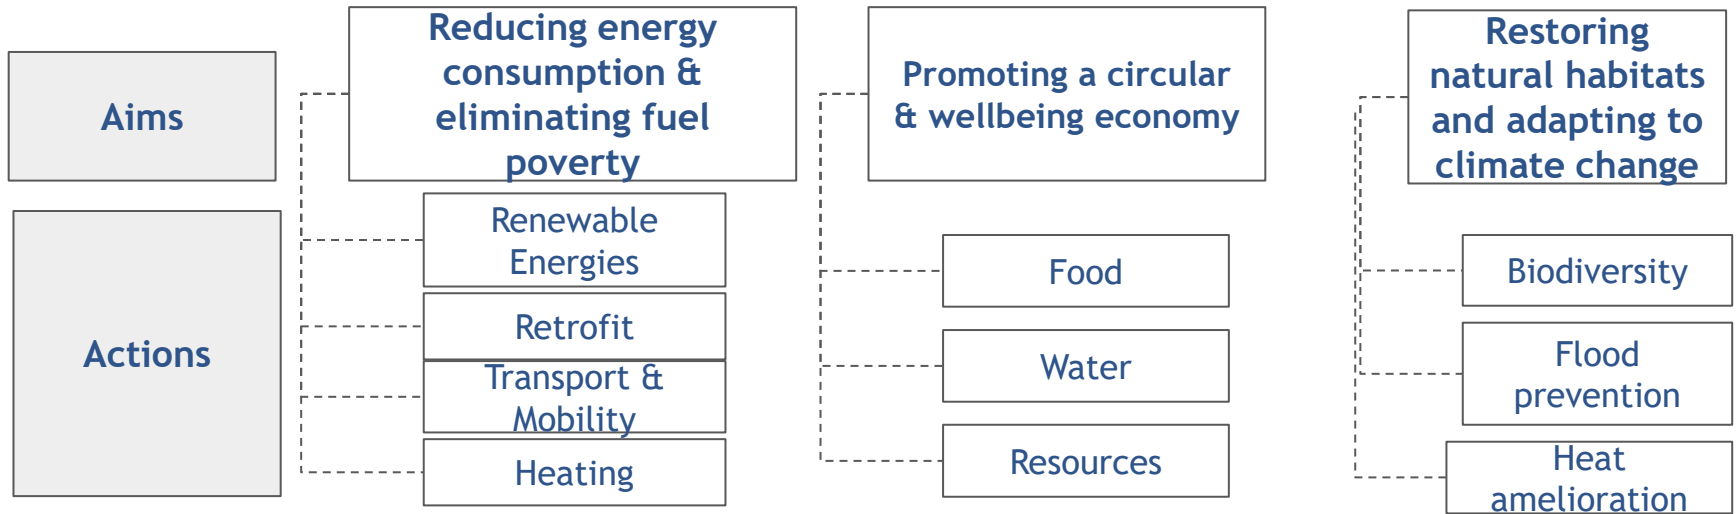 Aims
Actions
Reducing energy
consumption &
eliminating fuel
poverty
Renewable
Energies
Retrofit
Transport &
Mobility
Heating
Promoting a circular
& wellbeing economy
Food
Water
Resources
Restoring
natural habitats
and adapting to
climate change
Biodiversity
Flood
prevention
Heat
amelioration